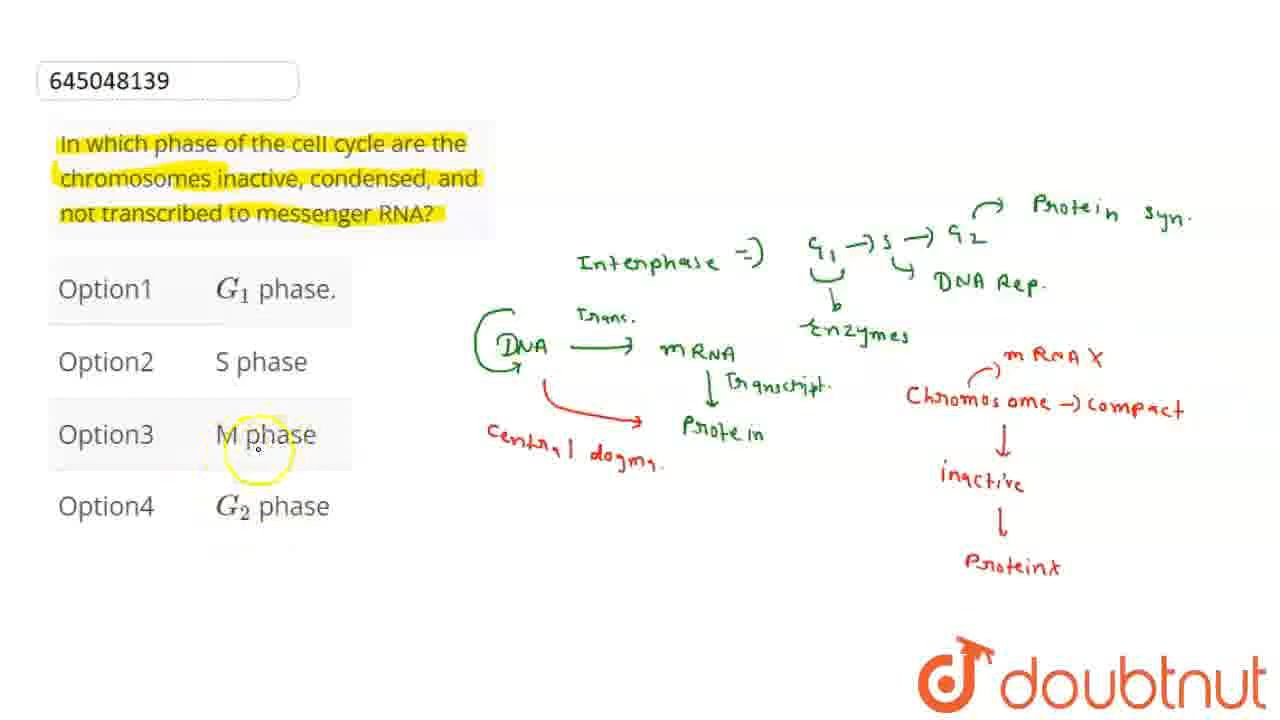 645048139
In which phase of the cell cycle are the
chromosomes inactive, condensed, and
not transcribed to messenger RNA?
Option1 G₁ phase.
Option2 S phase
Option3 M phase
Option4 G₂ phase
Interphase => G₁ → S → G₂ → Protein syn.
DNA Rep.
Enzymes
DNA Trans. → mRNA
Transcript.
Protein
Central dogma.
mRNA X
Chromosome → compact
inactive
Protein X
doubtnut